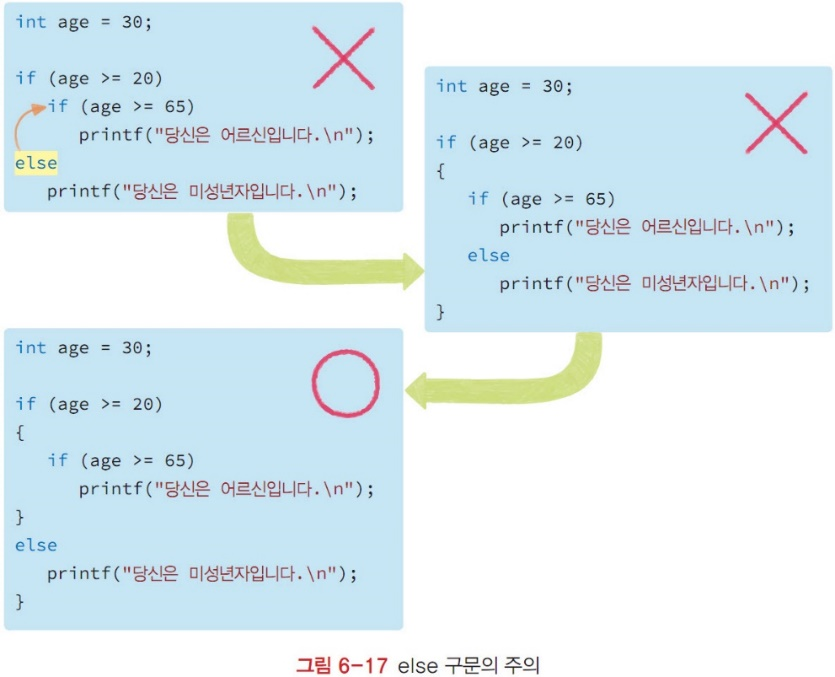 int age = 30;
if (age >= 20)
if (age >= 65)
printf("당신은 어르신입니다.\n");
else
printf("당신은 미성년자입니다.\n");
int age = 30;
if (age >= 20)
{
if (age >= 65)
printf("당신은 어르신입니다.\n");
else
printf("당신은 미성년자입니다.\n");
}
int age = 30;
if (age >= 20)
{
if (age >= 65)
printf("당신은 어르신입니다.\n");
}
else
printf("당신은 미성년자입니다.\n");
}
그림 6-17 else 구문의 주의